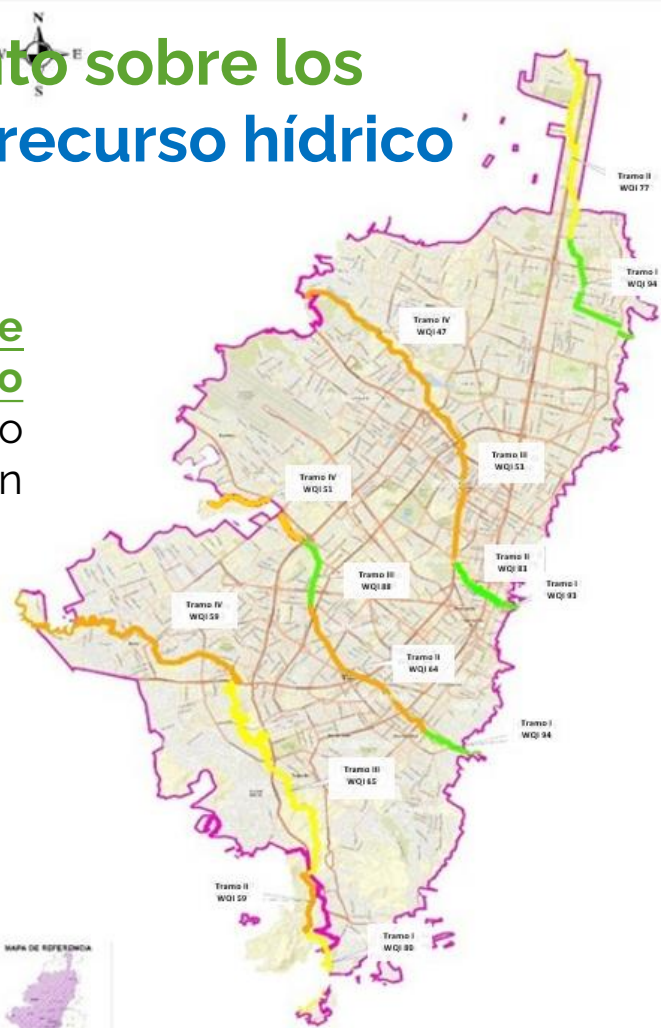 N
E
S
to sobre los
recurso hídrico
e
o
o
n
Tramo II
WQI 77
Tramo I
WQI 94
Tramo IV
WQI 47
Tramo III
WQI 53
Tramo IV
WQI 51
Tramo II
WQI 81
Tramo I
WQI 93
Tramo III
WQI 88
Tramo IV
WQI 59
Tramo II
WQI 64
Tramo I
WQI 94
Tramo III
WQI 65
Tramo II
WQI 59
Tramo I
WQI 80
MAPA DE REFERENCIA